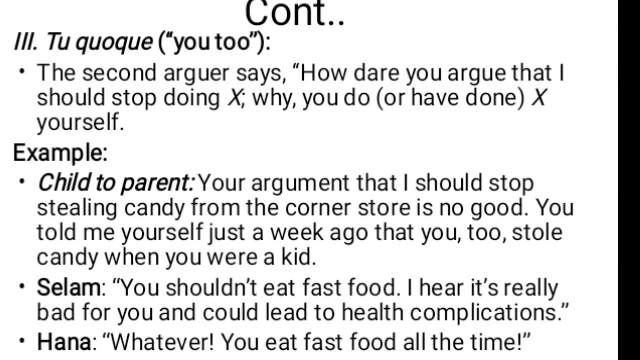 Cont..
III. Tu quoque (“you too”):
• The second arguer says, “How dare you argue that I
should stop doing X; why, you do (or have done) X
yourself.
Example:
• Child to parent: Your argument that I should stop
stealing candy from the corner store is no good. You
told me yourself just a week ago that you, too, stole
candy when you were a kid.
• Selam: “You shouldn’t eat fast food. I hear it’s really
bad for you and could lead to health complications.”
• Hana: “Whatever! You eat fast food all the time!”